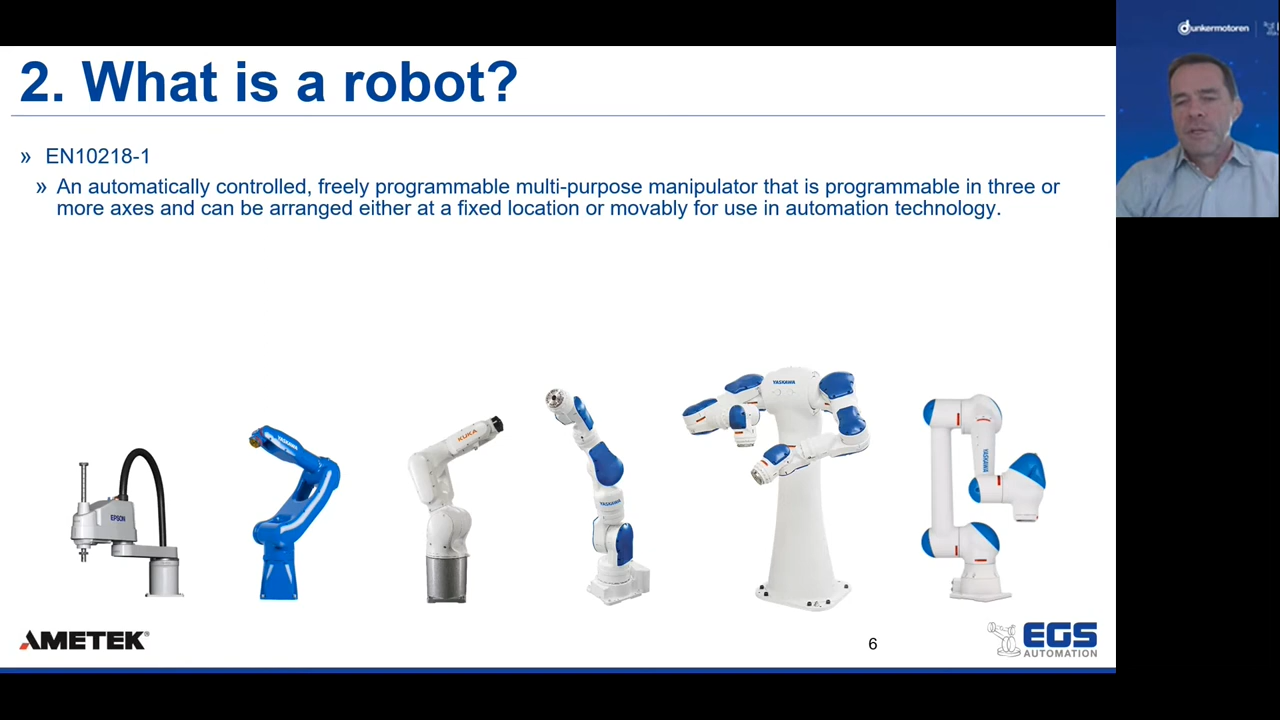 dunkermotoren
2. What is a robot?
» EN10218-1
» An automatically controlled, freely programmable multi-purpose manipulator that is programmable in three or
more axes and can be arranged either at a fixed location or movably for use in automation technology.
YASKAWA
YASKAWA
KUKA
YASKAWA
YASKAWA
EPSON
AMETEK®
6
EGS
AUTOMATION